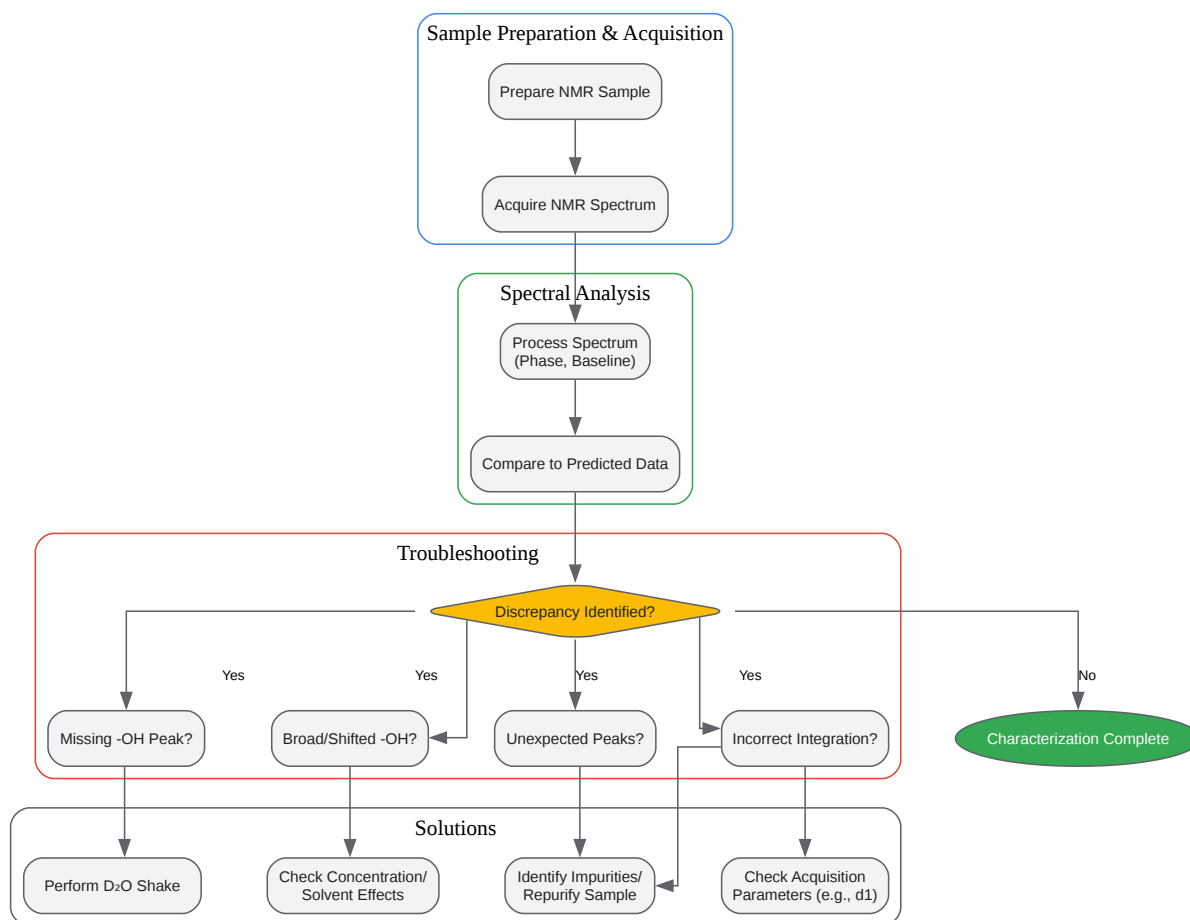 Sample Preparation & Acquisition
Prepare NMR Sample
Acquire NMR Spectrum
Spectral Analysis
Process Spectrum
(Phase, Baseline)
Compare to Predicted Data
Troubleshooting
Discrepancy Identified?
Yes
Yes
Yes
Yes
No
Missing -OH Peak?
Broad/Shifted -OH?
Unexpected Peaks?
Incorrect Integration?
Characterization Complete
Solutions
Perform D₂O Shake
Check Concentration/
Solvent Effects
Identify Impurities/
Repurify Sample
Check Acquisition
Parameters (e.g., d1)